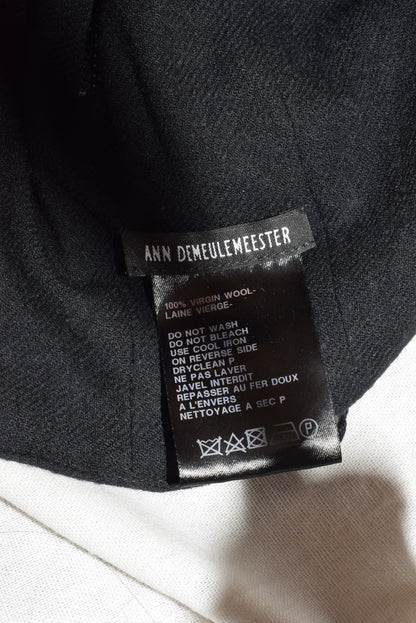 ANN DEMEULEMEESTER
100% VIRGIN WOOL-
LAINE VIERGE-
DO NOT WASH
DO NOT BLEACH
USE COOL IRON
ON REVERSE SIDE
DRYCLEAN P
NE PAS LAVER
JAVEL INTERDIT
REPASSER AU FER DOUX
A L'ENVERS
NETTOYAGE A SEC P
P